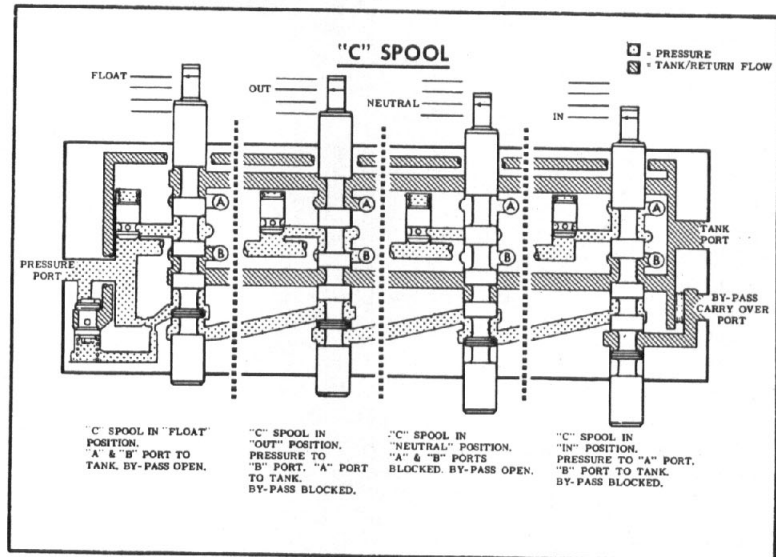 "C" SPOOL
= PRESSURE
= TANK/RETURN FLOW
FLOAT
OUT
NEUTRAL
IN
A
A
A
A
B
B
B
B
PRESSURE
PORT
TANK
PORT
BY-PASS
CARRY OVER
PORT
"C" SPOOL IN "FLOAT"
POSITION.
"A" & "B" PORT TO
TANK. BY-PASS OPEN.
"C" SPOOL IN
"OUT" POSITION.
PRESSURE TO
"B" PORT. "A" PORT
TO TANK.
BY-PASS BLOCKED.
"C" SPOOL IN
"NEUTRAL" POSITION.
"A" & "B" PORTS
BLOCKED. BY-PASS OPEN.
"C" SPOOL IN
"IN" POSITION.
PRESSURE TO "A" PORT.
"B" PORT TO TANK.
BY-PASS BLOCKED.